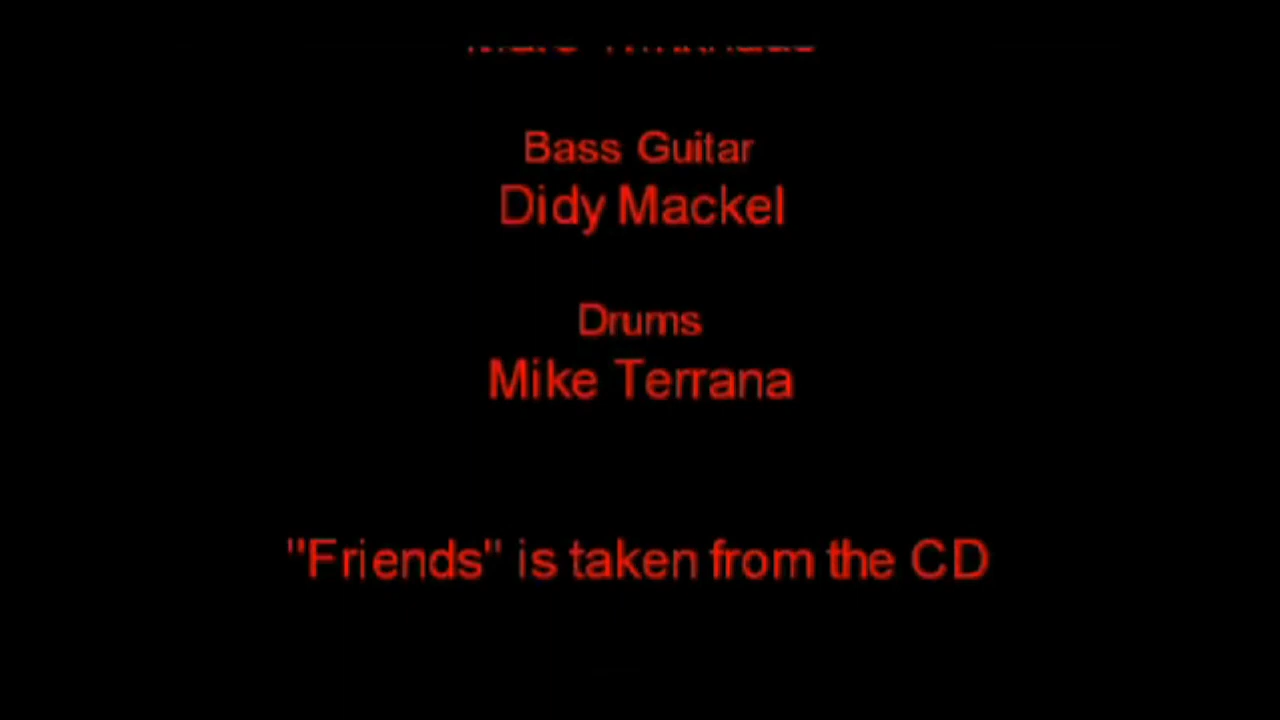 Bass Guitar
Didy Mackel
Drums
Mike Terrana
"Friends" is taken from the CD